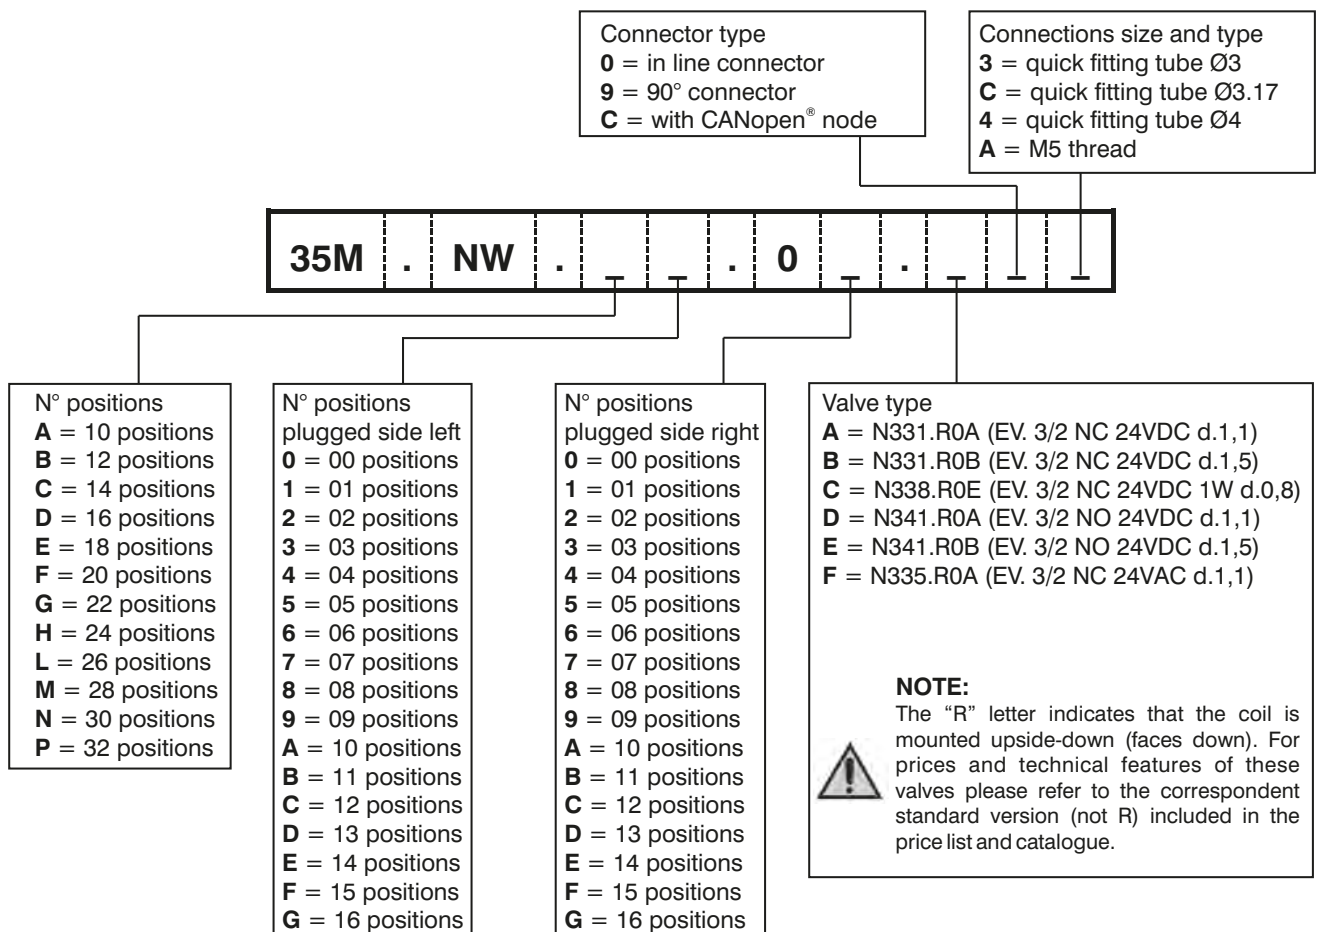 Connector type
0 = in line connector
9 = 90° connector
C = with CANopen® node
Connections size and type
3 = quick fitting tube Ø3
C = quick fitting tube Ø3.17
4 = quick fitting tube Ø4
A = M5 thread
35M . NW . _ _ . 0 _ . _ _ _
N° positions
A = 10 positions
B = 12 positions
C = 14 positions
D = 16 positions
E = 18 positions
F = 20 positions
G = 22 positions
H = 24 positions
L = 26 positions
M = 28 positions
N = 30 positions
P = 32 positions
N° positions
plugged side left
0 = 00 positions
1 = 01 positions
2 = 02 positions
3 = 03 positions
4 = 04 positions
5 = 05 positions
6 = 06 positions
7 = 07 positions
8 = 08 positions
9 = 09 positions
A = 10 positions
B = 11 positions
C = 12 positions
D = 13 positions
E = 14 positions
F = 15 positions
G = 16 positions
N° positions
plugged side right
0 = 00 positions
1 = 01 positions
2 = 02 positions
3 = 03 positions
4 = 04 positions
5 = 05 positions
6 = 06 positions
7 = 07 positions
8 = 08 positions
9 = 09 positions
A = 10 positions
B = 11 positions
C = 12 positions
D = 13 positions
E = 14 positions
F = 15 positions
G = 16 positions
Valve type
A = N331.R0A (EV. 3/2 NC 24VDC d.1,1)
B = N331.R0B (EV. 3/2 NC 24VDC d.1,5)
C = N338.R0E (EV. 3/2 NC 24VDC 1W d.0,8)
D = N341.R0A (EV. 3/2 NO 24VDC d.1,1)
E = N341.R0B (EV. 3/2 NO 24VDC d.1,5)
F = N335.R0A (EV. 3/2 NC 24VAC d.1,1)
NOTE:
The “R” letter indicates that the coil is
mounted upside-down (faces down). For
prices and technical features of these
valves please refer to the correspondent
standard version (not R) included in the
price list and catalogue.